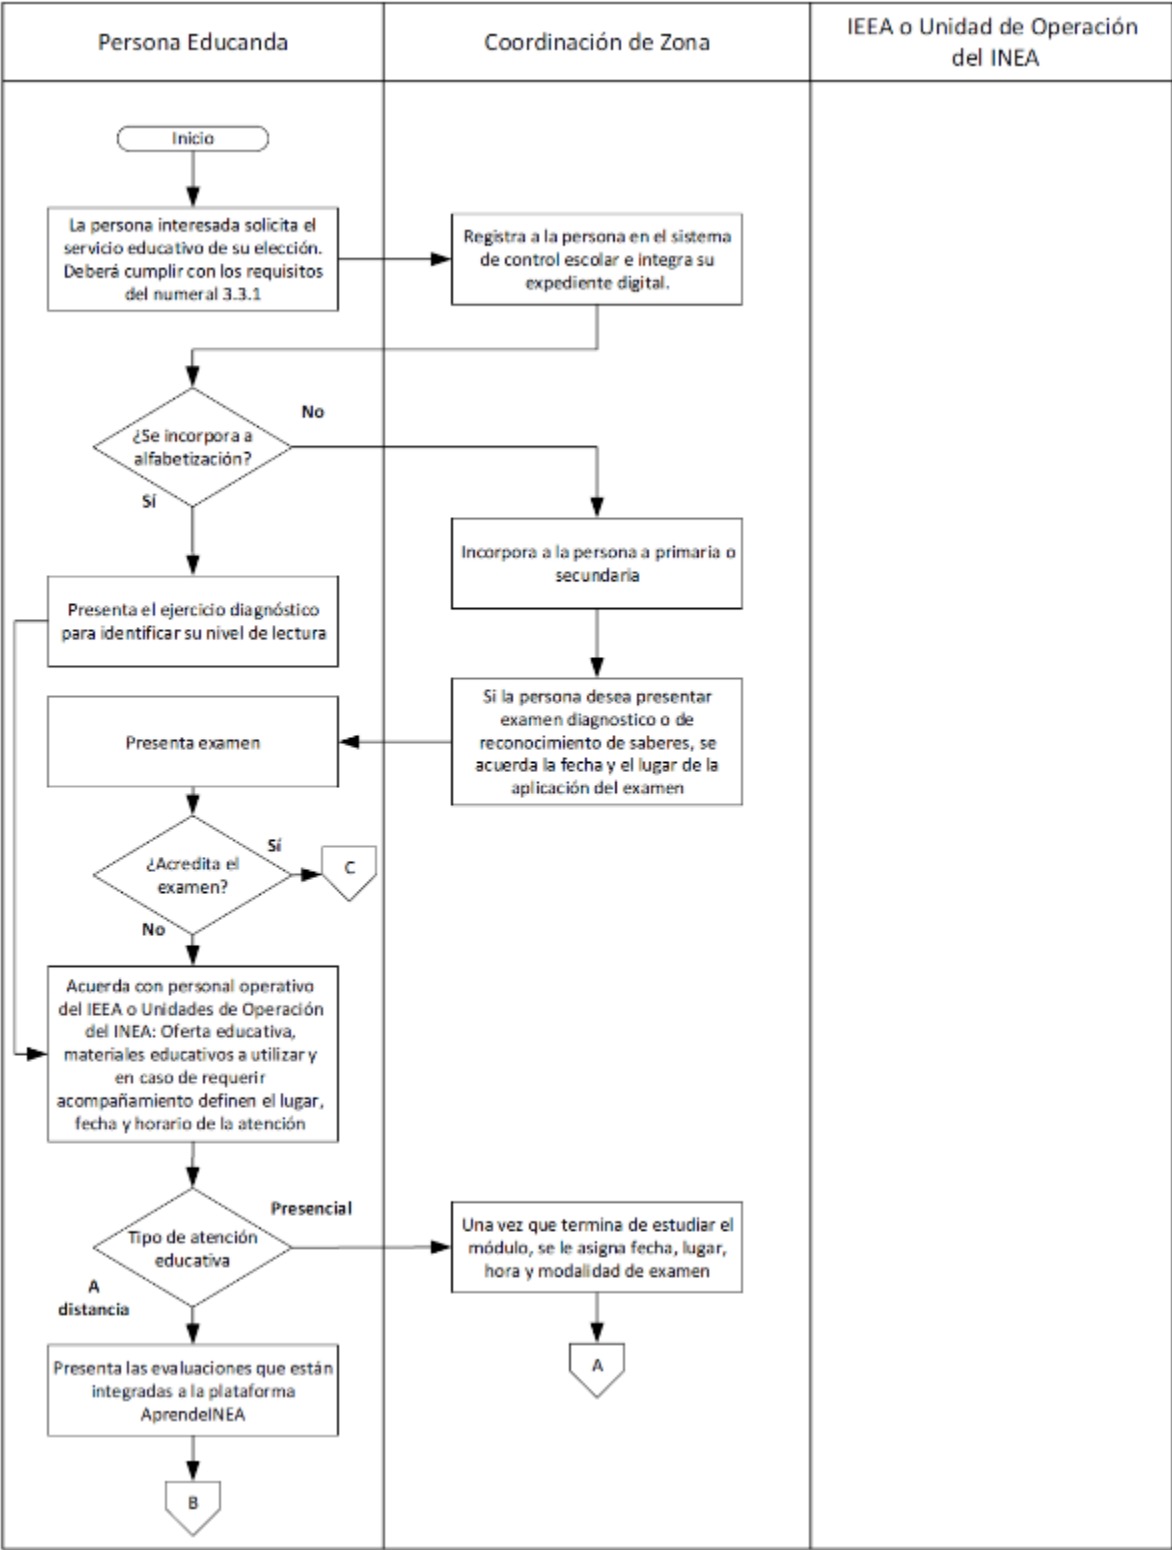 Persona Educanda
Coordinación de Zona
IEEA o Unidad de Operación
del INEA
Inicio
La persona interesada solicita el
servicio educativo de su elección.
Deberá cumplir con los requisitos
del numeral 3.3.1
Registra a la persona en el sistema
de control escolar e integra su
expediente digital.
¿Se incorpora a
alfabetización?
No
Sí
Incorpora a la persona a primaria o
secundaria
Presenta el ejercicio diagnóstico
para identificar su nivel de lectura
Si la persona desea presentar
examen diagnostico o de
reconocimiento de saberes, se
acuerda la fecha y el lugar de la
aplicación del examen
Presenta examen
¿Acredita el
examen?
Sí
C
No
Acuerda con personal operativo
del IEEA o Unidades de Operación
del INEA: Oferta educativa,
materiales educativos a utilizar y
en caso de requerir
acompañamiento definen el lugar,
fecha y horario de la atención
Tipo de atención
educativa
Presencial
Una vez que termina de estudiar el
módulo, se le asigna fecha, lugar,
hora y modalidad de examen
A
A
distancia
Presenta las evaluaciones que están
integradas a la plataforma
AprendeINEA
B